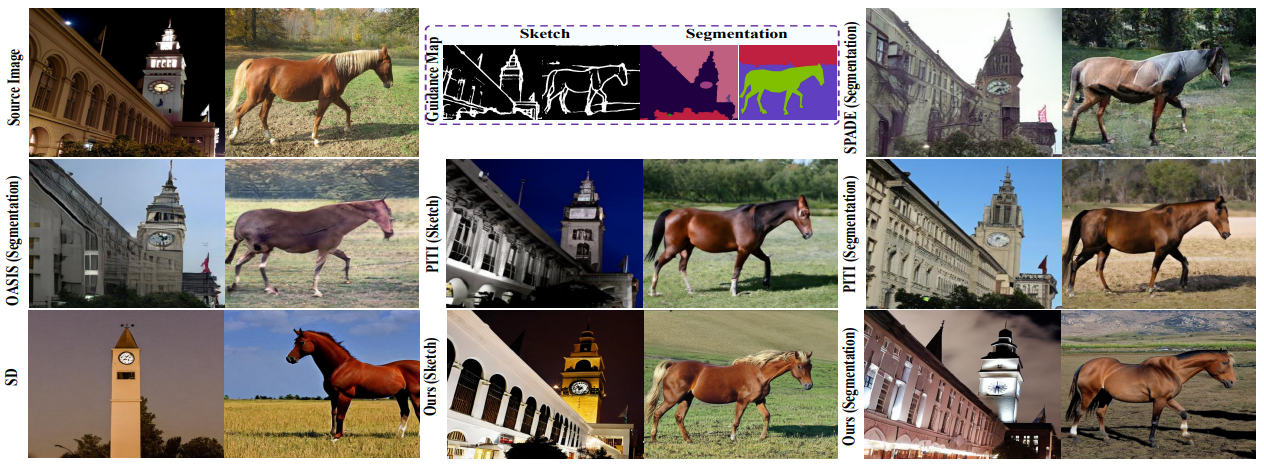 Source Image
Guidance Map
Sketch
Segmentation
SPADE (Segmentation)
OASIS (Segmentation)
PITI (Sketch)
PITI (Segmentation)
SD
Ours (Sketch)
Ours (Segmentation)